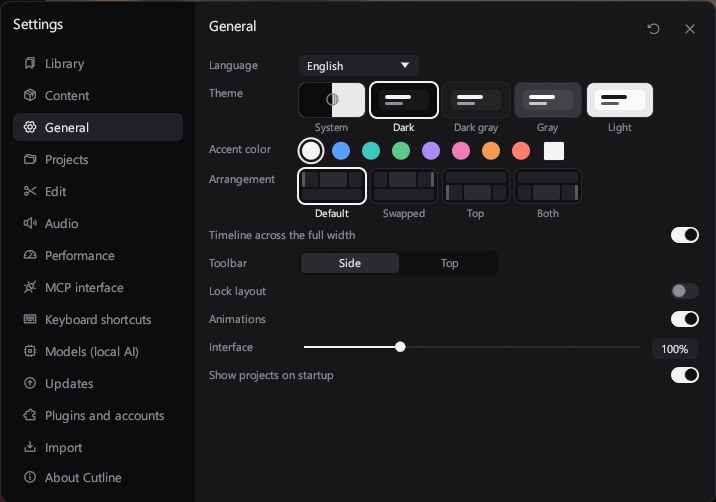 Settings
Library
Content
General
Projects
Edit
Audio
Performance
MCP interface
Keyboard shortcuts
Models (local AI)
Updates
Plugins and accounts
Import
About Cutline
General
Language
English
Theme
System
Dark
Dark gray
Gray
Light
Accent color
Arrangement
Default
Swapped
Top
Both
Timeline across the full width
Toolbar
Side
Top
Lock layout
Animations
Interface
100%
Show projects on startup